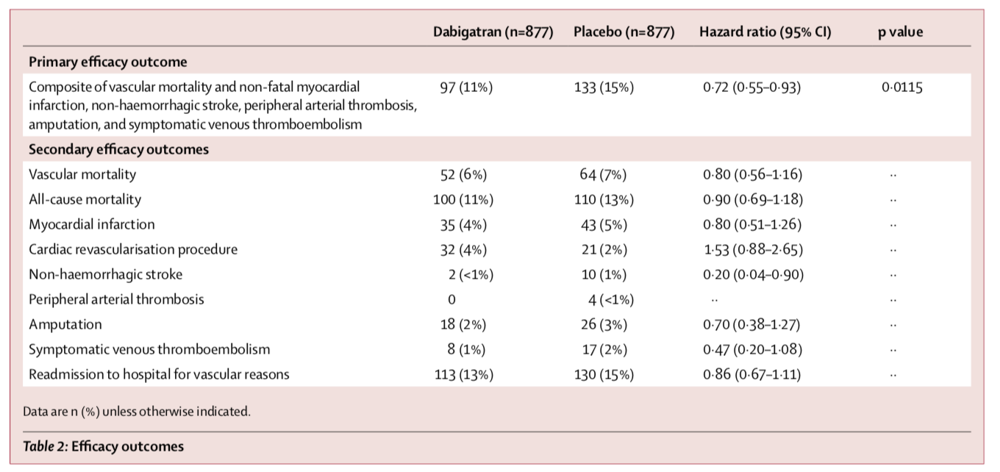 Dabigatran (n=877) Placebo (n=877) Hazard ratio (95% CI) p value
Primary efficacy outcome
Composite of vascular mortality and non-fatal myocardial 97 (11%) 133 (15%) 0·72 (0·55–0·93) 0·0115
infarction, non-haemorrhagic stroke, peripheral arterial thrombosis,
amputation, and symptomatic venous thromboembolism
Secondary efficacy outcomes
Vascular mortality 52 (6%) 64 (7%) 0·80 (0·56–1·16) ··
All-cause mortality 100 (11%) 110 (13%) 0·90 (0·69–1·18) ··
Myocardial infarction 35 (4%) 43 (5%) 0·80 (0·51–1·26) ··
Cardiac revascularisation procedure 32 (4%) 21 (2%) 1·53 (0·88–2·65) ··
Non-haemorrhagic stroke 2 (<1%) 10 (1%) 0·20 (0·04–0·90) ··
Peripheral arterial thrombosis 0 4 (<1%) ·· ··
Amputation 18 (2%) 26 (3%) 0·70 (0·38–1·27) ··
Symptomatic venous thromboembolism 8 (1%) 17 (2%) 0·47 (0·20–1·08) ··
Readmission to hospital for vascular reasons 113 (13%) 130 (15%) 0·86 (0·67–1·11) ··
Data are n (%) unless otherwise indicated.
Table 2: Efficacy outcomes